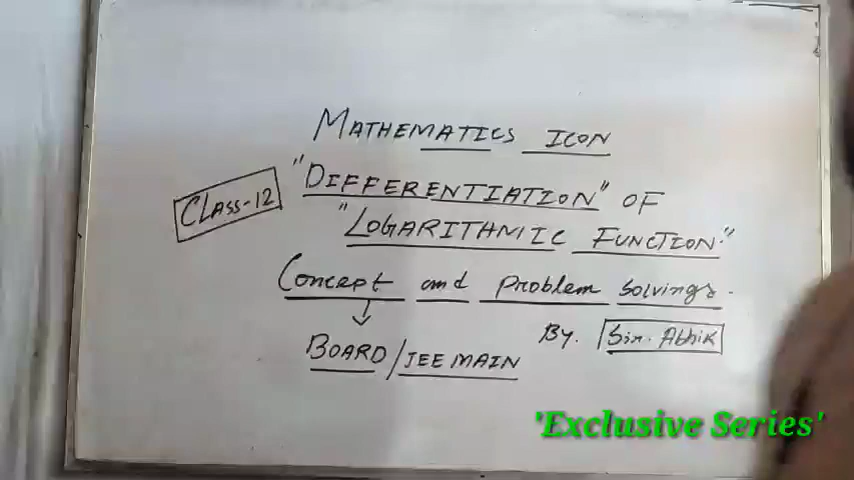 MATHEMATICS ICON
CLASS-12
"DIFFERENTIATION" OF
"LOGARITHMIC FUNCTION."
Concept and Problem Solvings.
By. Sir. Abhik
BOARD/JEE MAIN
'Exclusive Series'